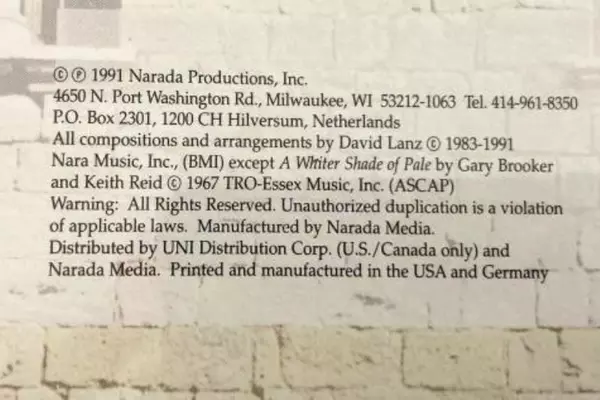 © ℗ 1991 Narada Productions, Inc.
4650 N. Port Washington Rd., Milwaukee, WI 53212-1063 Tel. 414-961-8350
P.O. Box 2301, 1200 CH Hilversum, Netherlands
All compositions and arrangements by David Lanz © 1983-1991
Nara Music, Inc., (BMI) except A Whiter Shade of Pale by Gary Brooker
and Keith Reid © 1967 TRO-Essex Music, Inc. (ASCAP)
Warning: All Rights Reserved. Unauthorized duplication is a violation
of applicable laws. Manufactured by Narada Media.
Distributed by UNI Distribution Corp. (U.S./Canada only) and
Narada Media. Printed and manufactured in the USA and Germany